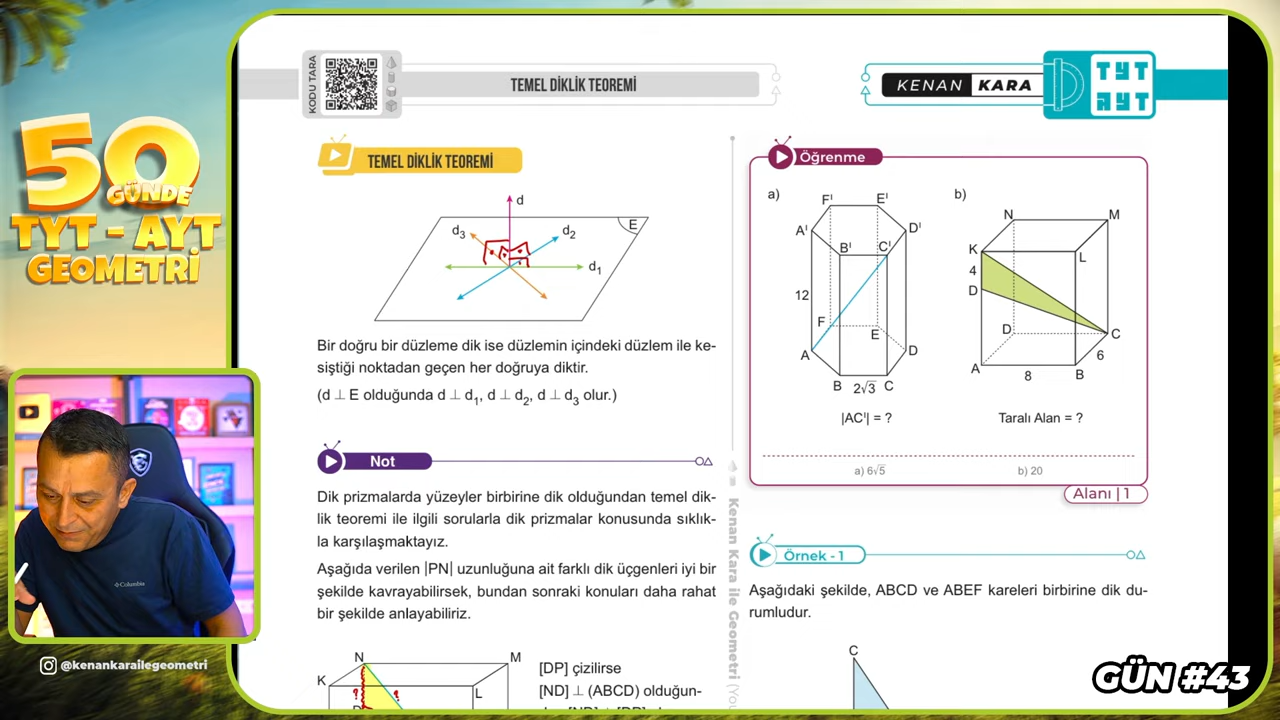 50
GÜNDE
TYT - AYT
GEOMETRİ
@kenankarailegeometri
KODU TARA
TEMEL DİKLİK TEOREMİ
KENAN KARA
TYT
AYT
TEMEL DİKLİK TEOREMİ
d
E
d3
d2
d1
Bir doğru bir düzleme dik ise düzlemin içindeki düzlem ile ke-
siştiği noktadan geçen her doğruya diktir.
(d ⊥ E olduğunda d ⊥ d1, d ⊥ d2, d ⊥ d3 olur.)
Not
Dik prizmalarda yüzeyler birbirine dik olduğundan temel dik-
lik teoremi ile ilgili sorularla dik prizmalar konusunda sıklık-
la karşılaşmaktayız.
Aşağıda verilen |PN| uzunluğuna ait farklı dik üçgenleri iyi bir
şekilde kavrayabilirsek, bundan sonraki konuları daha rahat
bir şekilde anlayabiliriz.
N
M
K
L
[DP] çizilirse
[ND] ⊥ (ABCD) olduğun-
Kenan Kara ile Geometri
Öğrenme
a)
F' E'
A' D'
B' C'
12
F
E
A
D
B 2√3 C
|AC'| = ?
b)
N M
K
L
4
D
D
C
6
A
B
8
Taralı Alan = ?
a) 6√5
b) 20
Alanı | 1
Örnek - 1
Aşağıdaki şekilde, ABCD ve ABEF kareleri birbirine dik du-
rumludur.
C
GÜN #43
Columbia